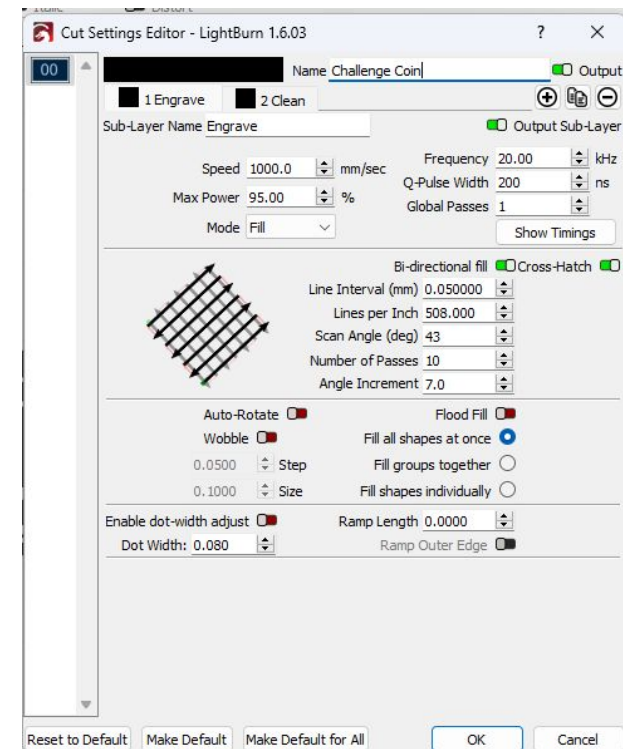 Cut Settings Editor - LightBurn 1.6.03 ?
00 Name Challenge Coin Output
1 Engrave 2 Clean
Sub-Layer Name Engrave Output Sub-Layer
Speed 1000.0 mm/sec Frequency 20.00 kHz
Max Power 95.00 % Q-Pulse Width 200 ns
Global Passes 1
Mode Fill Show Timings
Bi-directional fill Cross-Hatch
Line Interval (mm) 0.050000
Lines per Inch 508.000
Scan Angle (deg) 43
Number of Passes 10
Angle Increment 7.0
Auto-Rotate Flood Fill
Wobble Fill all shapes at once
0.0500 Step Fill groups together
0.1000 Size Fill shapes individually
Enable dot-width adjust Ramp Length 0.0000
Dot Width: 0.080 Ramp Outer Edge
Reset to Default Make Default Make Default for All OK Cancel